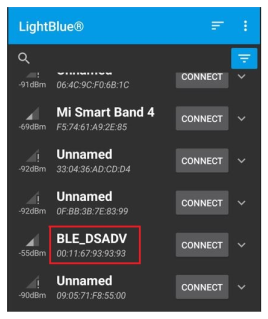 LightBlue®
CONNECT
-91dBm 06:4C:9C:F0:6B:1C
Mi Smart Band 4 CONNECT
-69dBm F5:74:61:A9:2E:85
Unnamed CONNECT
-92dBm 33:04:36:AD:CD:D4
Unnamed CONNECT
-92dBm 0F:BB:3B:7E:83:99
BLE_DSADV CONNECT
-55dBm 00:11:67:93:93:93
Unnamed CONNECT
-90dBm 09:05:71:F8:55:00